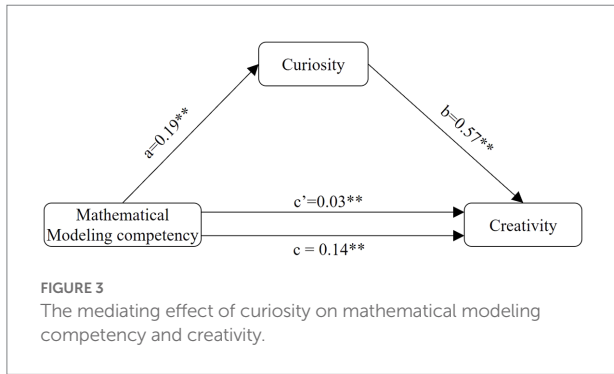 Curiosity
a=0.19**
b=0.57**
c’=0.03**
Mathematical
Modeling competency
Creativity
c = 0.14**
FIGURE 3
The mediating effect of curiosity on mathematical modeling
competency and creativity.